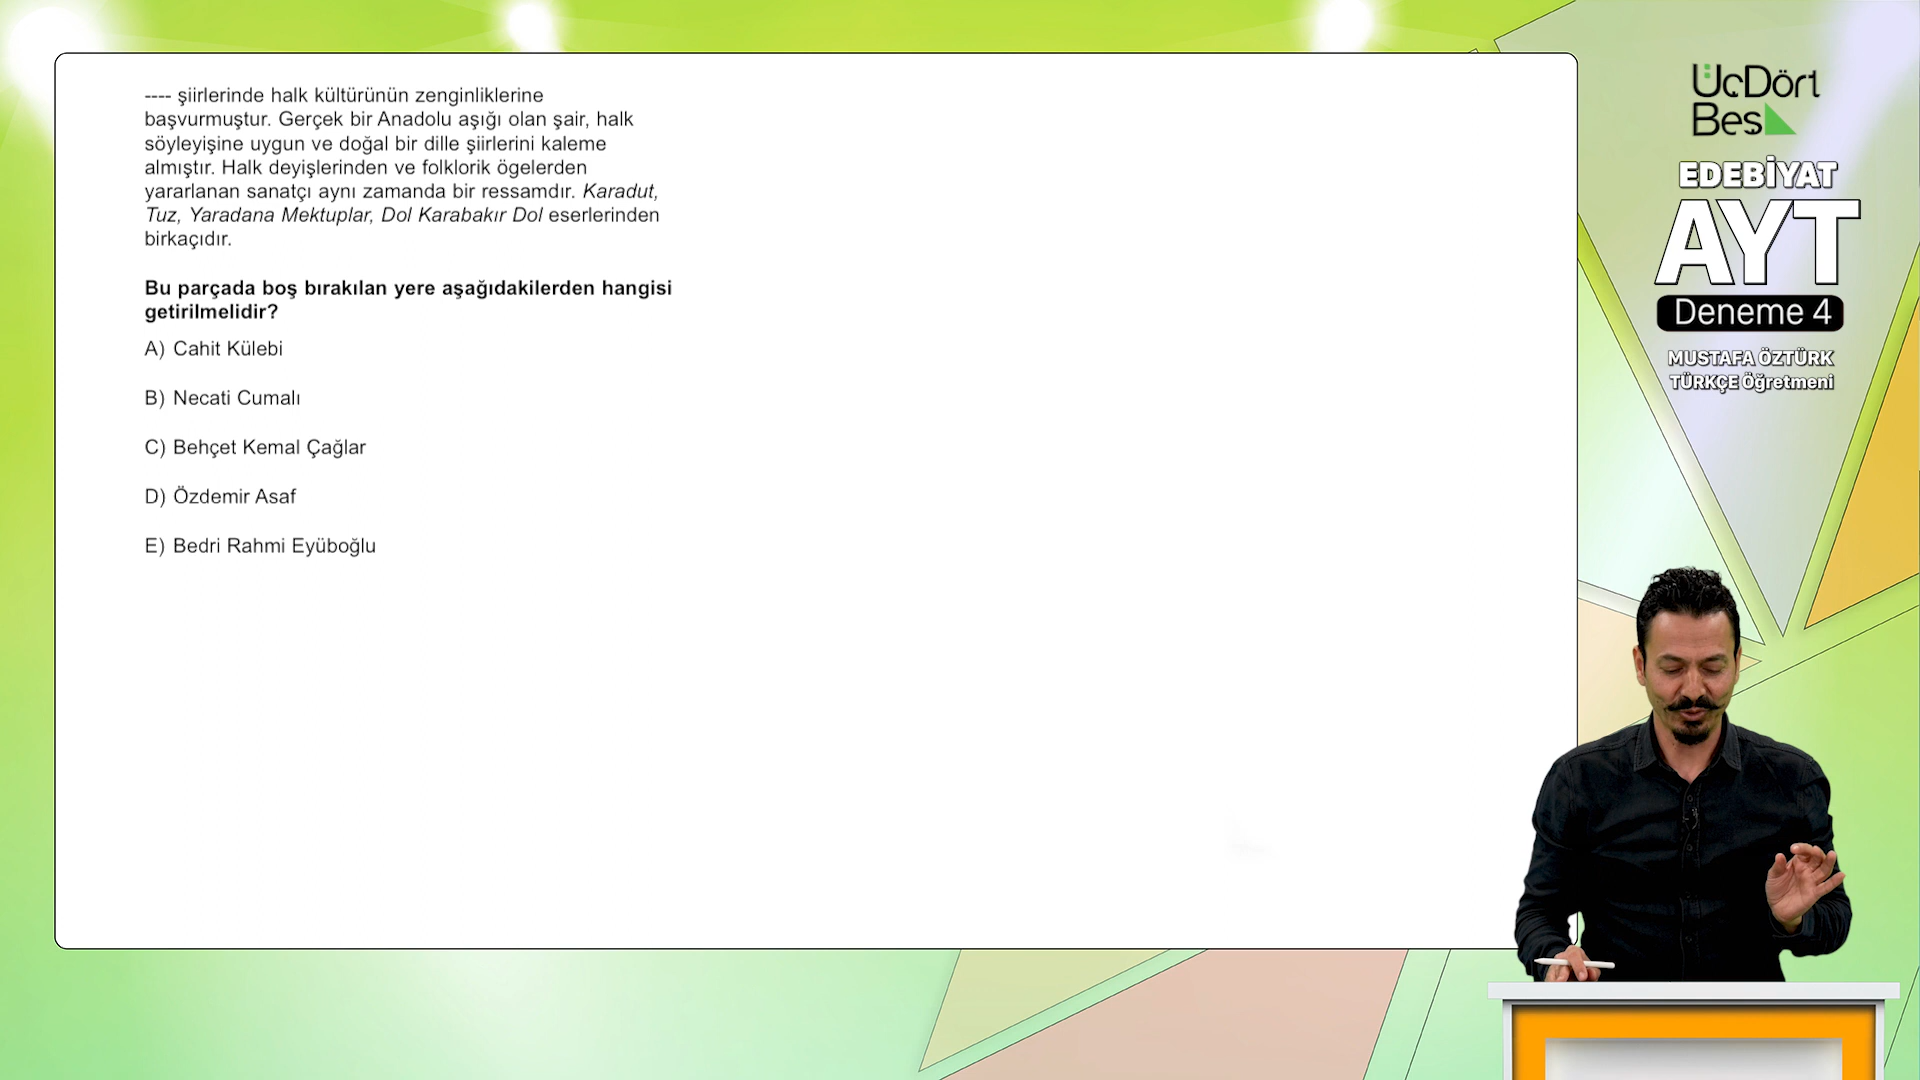 ---- şiirlerinde halk kültürünün zenginliklerine
başvurmuştur. Gerçek bir Anadolu aşığı olan şair, halk
söyleyişine uygun ve doğal bir dille şiirlerini kaleme
almıştır. Halk deyişlerinden ve folklorik ögelerden
yararlanan sanatçı aynı zamanda bir ressamdır. Karadut,
Tuz, Yaradana Mektuplar, Dol Karabakır Dol eserlerinden
birkaçıdır.
Bu parçada boş bırakılan yere aşağıdakilerden hangisi
getirilmelidir?
A) Cahit Külebi
B) Necati Cumalı
C) Behçet Kemal Çağlar
D) Özdemir Asaf
E) Bedri Rahmi Eyüboğlu
ÜçDört
Beş
EDEBİYAT
AYT
Deneme 4
MUSTAFA ÖZTÜRK
TÜRKÇE Öğretmeni